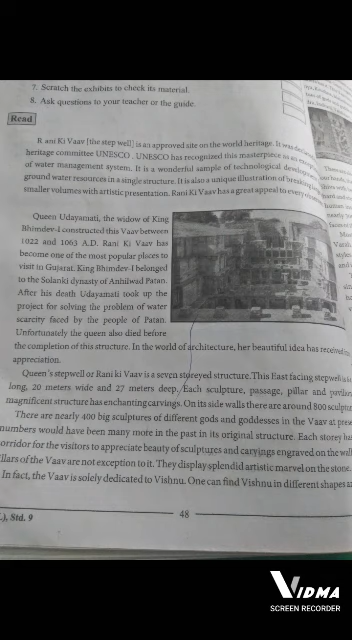 7. Scratch the exhibits to check its material.
8. Ask questions to your teacher or the guide.
Read
Rani Ki Vaav [the step well] is an approved site on the world heritage. It was
heritage committee UNESCO. UNESCO has recognized this masterpiece as an
of water management system. It is a wonderful sample of technological
ground water resources in a single structure. It is also a unique illustration of
smaller volumes with artistic presentation. Rani Ki Vaav has a great appeal to every
Queen Udayamati, the widow of King
Bhimdev-I constructed this Vaav between
1022 and 1063 A.D. Rani Ki Vaav has
become one of the most popular places to
visit in Gujarat. King Bhimdev-I belonged
to the Solanki dynasty of Anhilwad Patan.
After his death Udayamati took up the
project for solving the problem of water
scarcity faced by the people of Patan.
Unfortunately the queen also died before
the completion of this structure. In the world of architecture, her beautiful idea has received
appreciation.
Queen's stepwell or Rani Ki Vaav is a seven storeyed structure. This East facing stepwell is
long, 20 meters wide and 27 meters deep. Each sculpture, passage, pillar and
magnificent structure has enchanting carvings. On its side walls there are around 800
There are nearly 400 big sculptures of different gods and goddesses in the Vaav at
numbers would have been many more in the past in its original structure. Each storey
orridor for the visitors to appreciate beauty of sculptures and carvings engraved on the
llars of the Vaav are not exception to it. They display splendid artistic marvel on the stone.
In fact, the Vaav is solely dedicated to Vishnu. One can find Vishnu in different shapes
48
.), Std. 9
VIDMA
SCREEN RECORDER